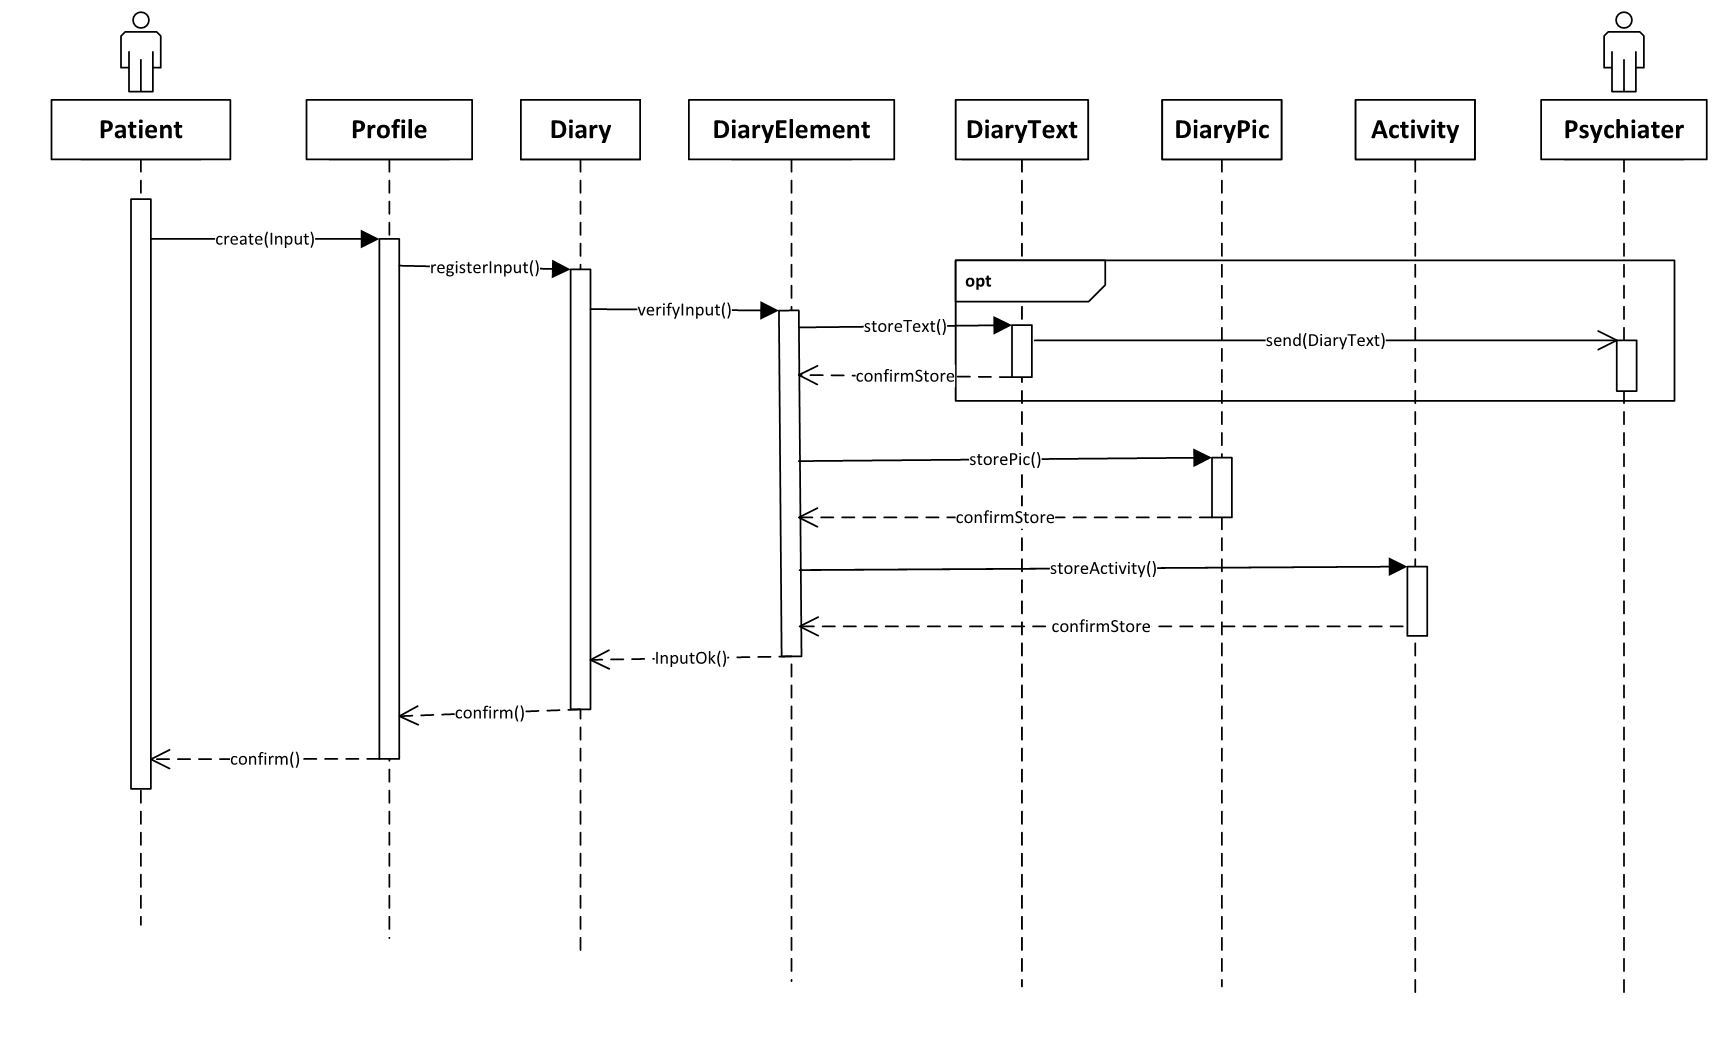 Patient
Profile
Diary
DiaryElement
DiaryText
DiaryPic
Activity
Psychiater
create(Input)
registerInput()
opt
verifyInput()
storeText()
send(DiaryText)
confirmStore
storePic()
confirmStore
storeActivity()
confirmStore
InputOk()
confirm()
confirm()